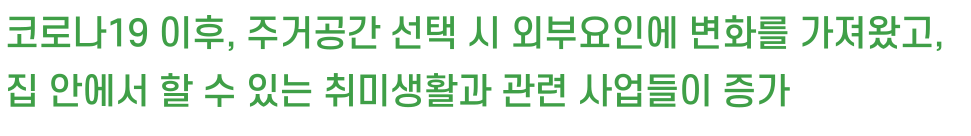 코로나19 이후, 주거공간 선택 시 외부요인에 변화를 가져왔고,
집 안에서 할 수 있는 취미생활과 관련 사업들이 증가